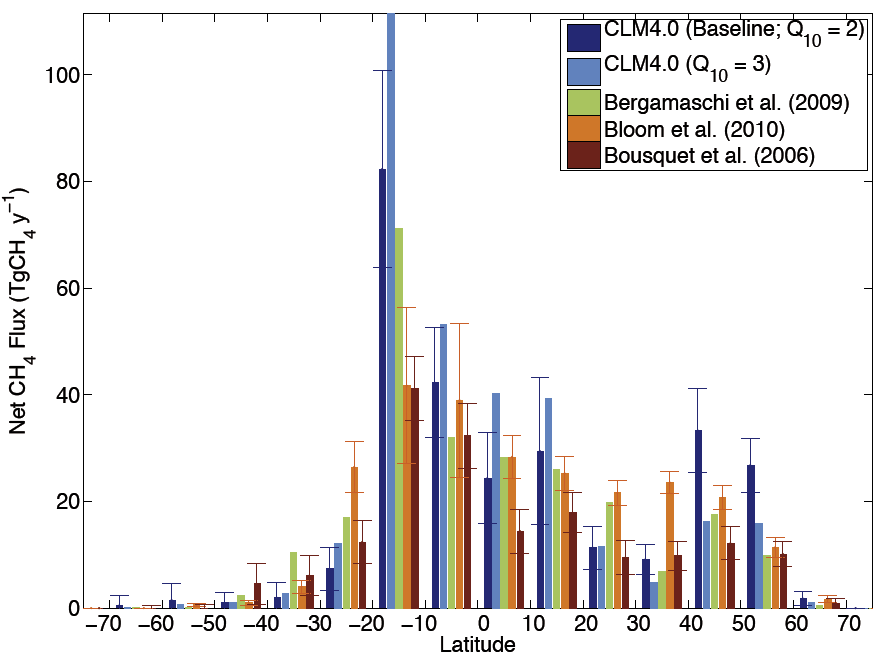 CLM4.0 (Baseline; Q10 = 2)
CLM4.0 (Q10 = 3)
Bergamaschi et al. (2009)
Bloom et al. (2010)
Bousquet et al. (2006)
Net CH4 Flux (TgCH4 y−1)
100
80
60
40
20
0
−70 −60 −50 −40 −30 −20 −10 0 10 20 30 40 50 60 70
Latitude